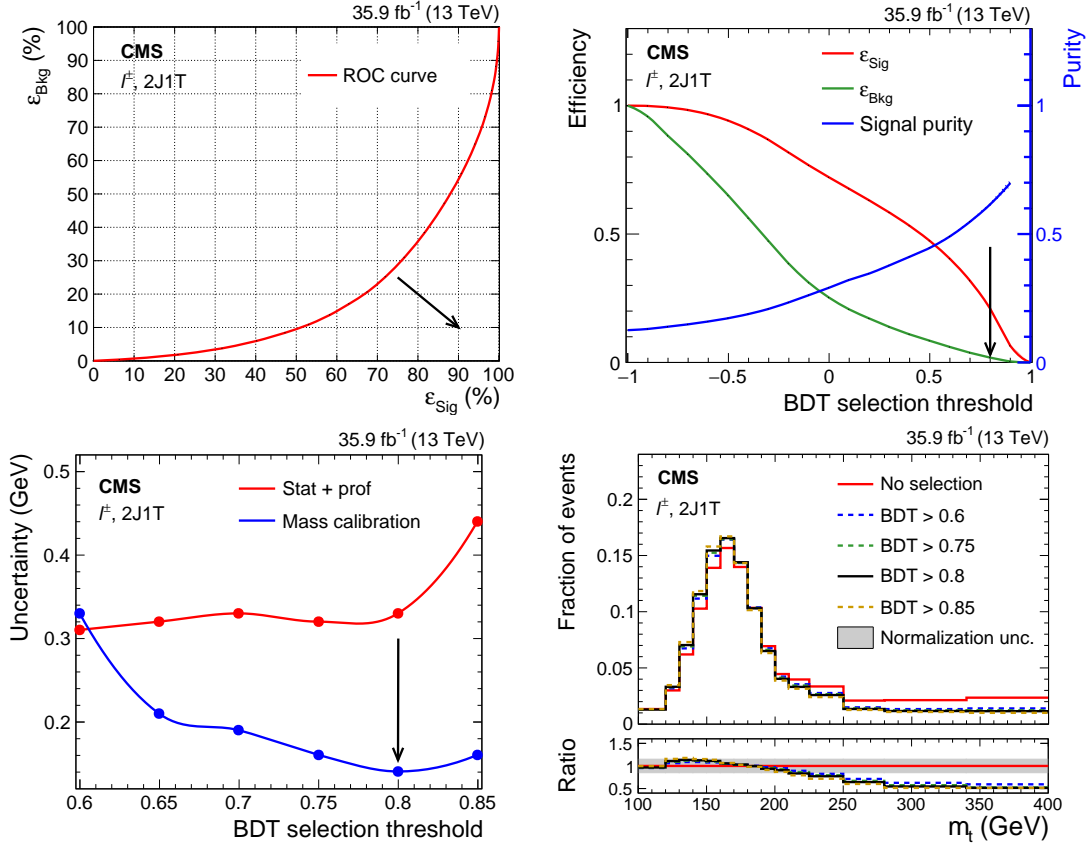 35.9 fb⁻¹ (13 TeV)
CMS
l±, 2J1T
ROC curve
ε_Bkg (%)
100
90
80
70
60
50
40
30
20
10
0
0 10 20 30 40 50 60 70 80 90 100
ε_Sig (%)
35.9 fb⁻¹ (13 TeV)
CMS
l±, 2J1T
ε_Sig
ε_Bkg
Signal purity
Efficiency
1
0.5
0
Purity
1
0.5
0
−1 −0.5 0 0.5 1
BDT selection threshold
35.9 fb⁻¹ (13 TeV)
CMS
l±, 2J1T
Stat + prof
Mass calibration
Uncertainty (GeV)
0.5
0.4
0.3
0.2
0.6 0.65 0.7 0.75 0.8 0.85
BDT selection threshold
35.9 fb⁻¹ (13 TeV)
CMS
l±, 2J1T
No selection
BDT > 0.6
BDT > 0.75
BDT > 0.8
BDT > 0.85
Normalization unc.
Fraction of events
0.2
0.15
0.1
0.05
0
Ratio
1.5
1
0.5
100 150 200 250 300 350 400
m_t (GeV)